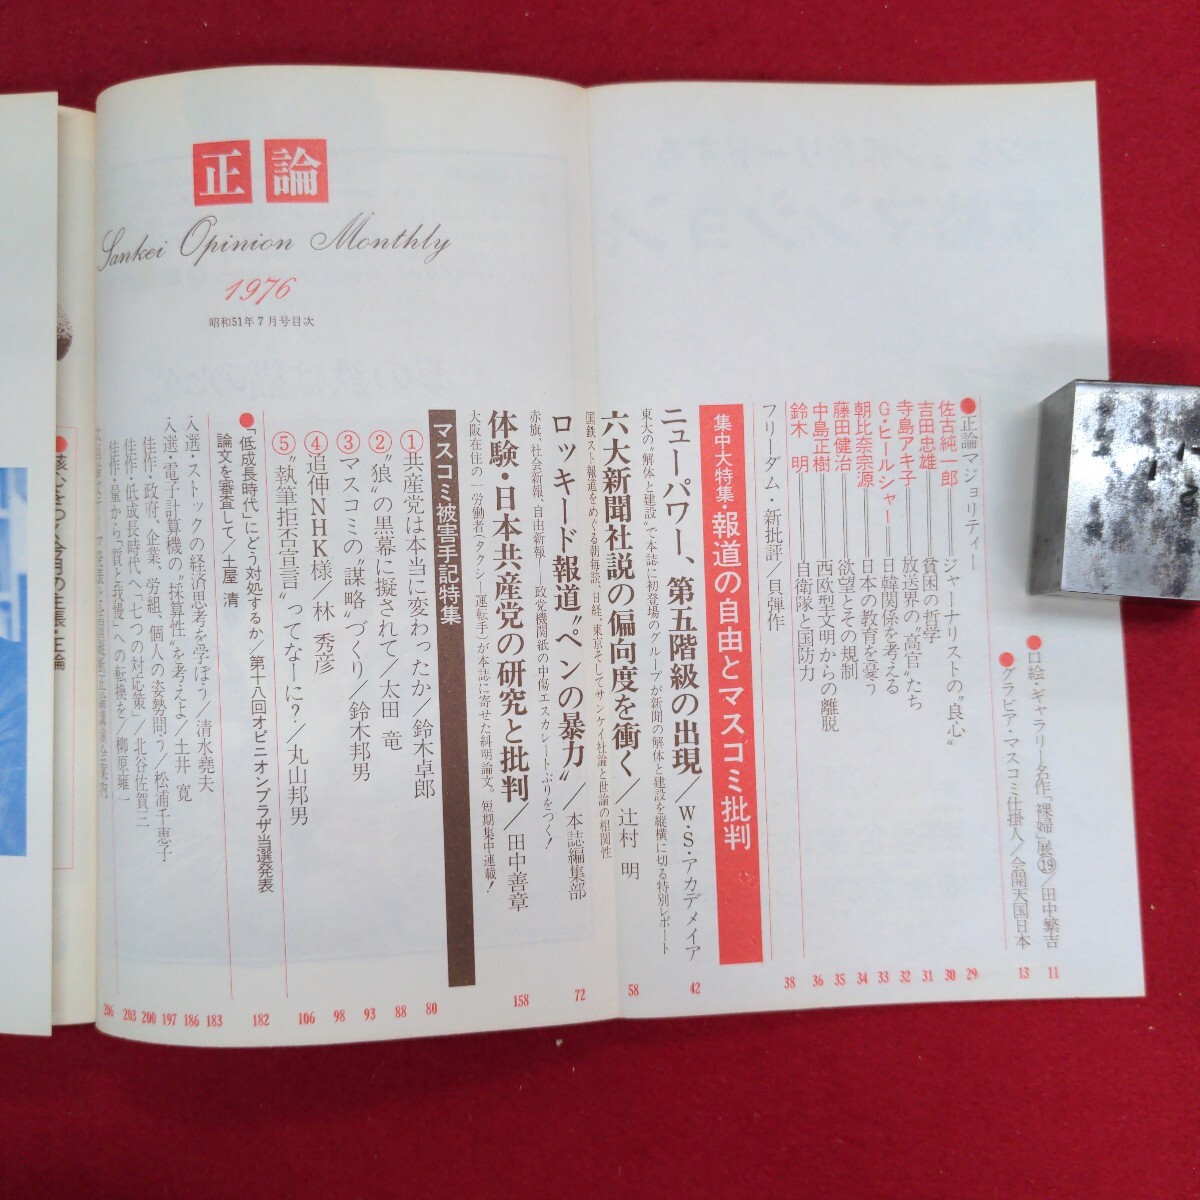 正論
Sankei Opinion Monthly
1976
昭和51年7月号目次
●口絵・ギャラリー名作「裸婦」展⑲／田中繁吉 11
●グラビア・マスコミ仕掛人／会開天国日本 13
●正論マジョリティー
佐古純一郎 ジャーナリストの〝良心〟 29
吉田忠雄 貧困の哲学 30
寺島アキ子 放送界の〝高官〟たち 31
G・ヒールシャー 日韓関係を考える 32
朝比奈宗源 日本の教育を憂う 33
藤田健治 欲望とその規制 34
中島正樹 西欧型文明からの離脱 35
鈴木 明 自衛隊と国防力 36
フリーダム・新批評／貝弾作 38
集中大特集・報道の自由とマスコミ批判
ニューパワー、第五階級の出現／W・S・アカデメイア 42
東大の〝解体と建設〟で本誌に初登場のグループが新聞の解体と建設を縦横に切る特別レポート
六大新聞社説の偏向度を衝く／辻村 明 58
国鉄スト報道をめぐる朝毎読、日経、東京そしてサンケイ社論と世論の相関性
ロッキード報道〝ペンの暴力〟／本誌編集部 72
赤旗・社会新報・自由新報——政党機関紙の中傷エスカレートぶりをつく！
体験・日本共産党の研究と批判／田中善章 158
大阪在住の一労働者（タクシー運転手）が本誌に寄せた糾明論文。短期集中連載！
マスコミ被害手記特集
①共産党は本当に変わったか／鈴木卓郎 80
②〝狼〟の黒幕に擬されて／太田 竜 88
③マスコミの〝謀略〟づくり／鈴木邦男 93
④追伸NHK様／林 秀彦 98
⑤〝執筆拒否宣言〟ってなーに？／丸山邦男 106
●「低成長時代」にどう対処するか／第十八回オピニオンプラザ当選発表
論文を審査して／土屋 清 182
入選・ストックの経済思考を学ぼう／清水堯夫 183
入選・電子計算機の〝採算性〟を考えよ／土井 寛 186
佳作・政府、企業、労組、個人の姿勢問う／松浦千恵子 197
佳作・低成長時代へ「七つの対応策」／北谷佐賀三 200
佳作・量から〝質と我慢〟への転換を／柳原雍一 203
206